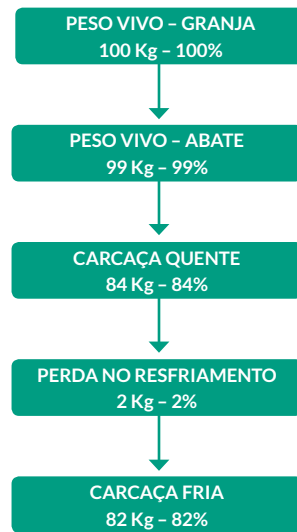 PESO VIVO – GRANJA
100 Kg – 100%
PESO VIVO – ABATE
99 Kg – 99%
CARCAÇA QUENTE
84 Kg – 84%
PERDA NO RESFRIAMENTO
2 Kg – 2%
CARCAÇA FRIA
82 Kg – 82%